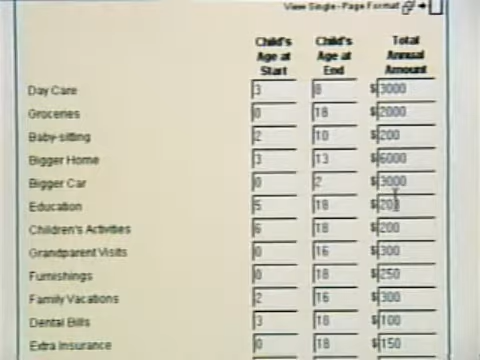 View Single-Page Format
Child's Age at Start Child's Age at End Total Annual Amount
Day Care 3 8 $3000
Groceries 0 18 $2000
Baby-sitting 2 10 $200
Bigger Home 3 13 $6000
Bigger Car 0 2 $3000
Education 5 18 $200
Children's Activities 6 18 $200
Grandparent Visits 0 16 $300
Furnishings 0 18 $250
Family Vacations 2 16 $300
Dental Bills 3 18 $100
Extra Insurance 0 18 $150